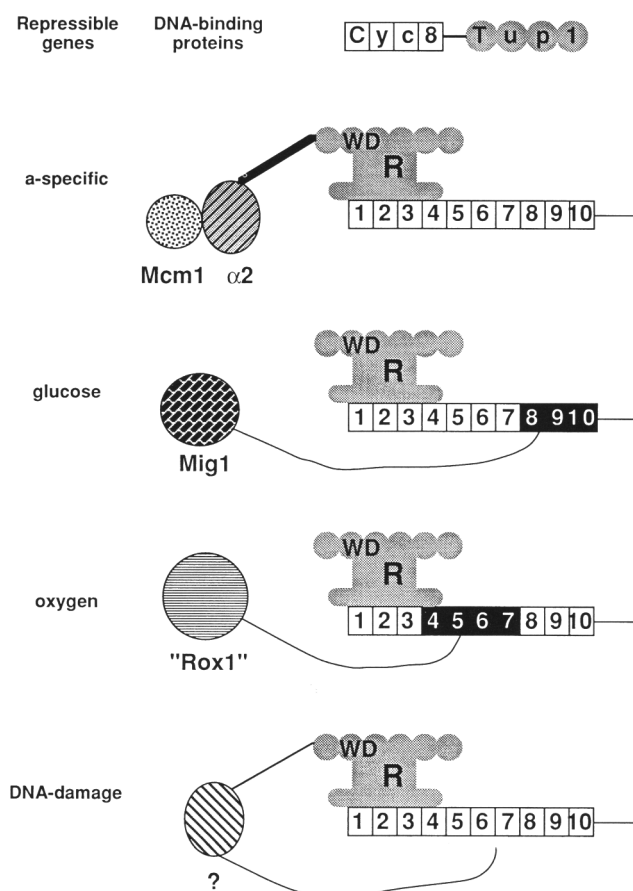 Repressible genes
DNA-binding proteins
Cyc8 Tup1
a-specific
WD
R
1 2 3 4 5 6 7 8 9 10
Mcm1 α2
glucose
WD
R
1 2 3 4 5 6 7 8 9 10
Mig1
oxygen
WD
R
1 2 3 4 5 6 7 8 9 10
"Rox1"
DNA-damage
WD
R
1 2 3 4 5 6 7 8 9 10
?